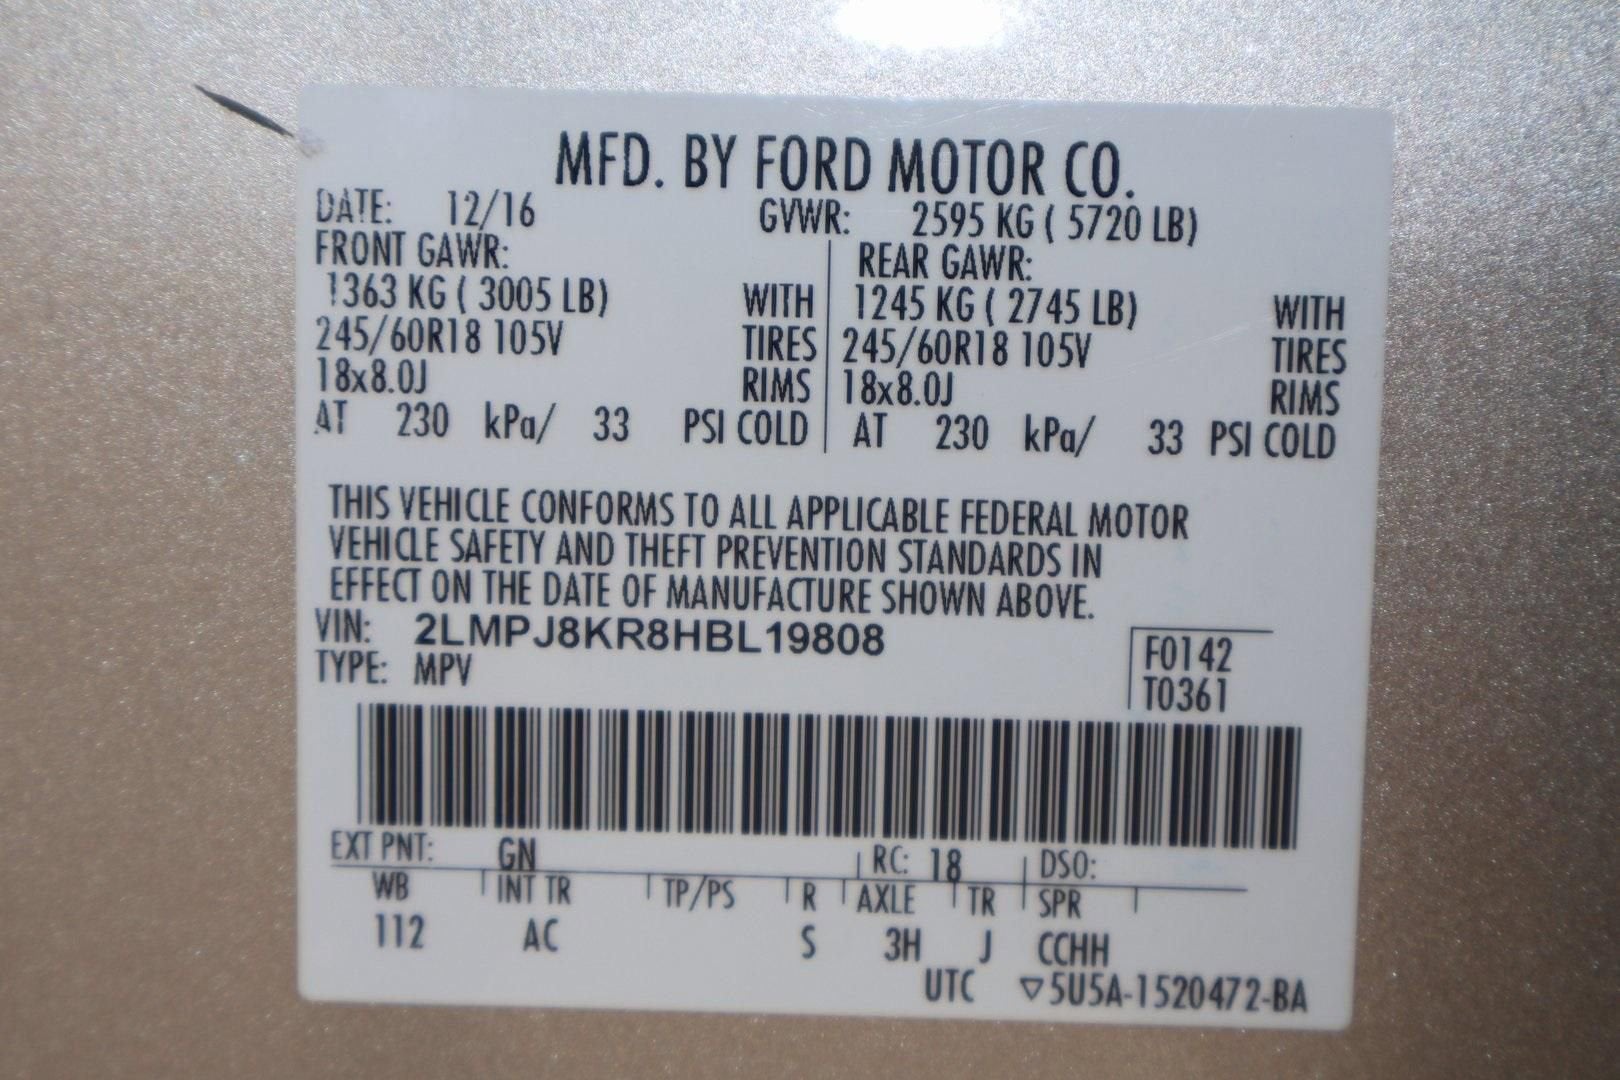 MFD. BY FORD MOTOR CO.
DATE: 12/16 GVWR: 2595 KG ( 5720 LB)
FRONT GAWR: REAR GAWR:
1363 KG ( 3005 LB) WITH 1245 KG ( 2745 LB) WITH
245/60R18 105V TIRES 245/60R18 105V TIRES
18x8.0J RIMS 18x8.0J RIMS
AT 230 kPa/ 33 PSI COLD AT 230 kPa/ 33 PSI COLD
THIS VEHICLE CONFORMS TO ALL APPLICABLE FEDERAL MOTOR
VEHICLE SAFETY AND THEFT PREVENTION STANDARDS IN
EFFECT ON THE DATE OF MANUFACTURE SHOWN ABOVE.
VIN: 2LMPJ8KR8HBL19808 F0142
TYPE: MPV T0361
EXT PNT: GN RC: 18 DSO:
WB INT TR TP/PS R AXLE TR SPR
112 AC S 3H J CCHH
UTC ▽5U5A-1520472-BA